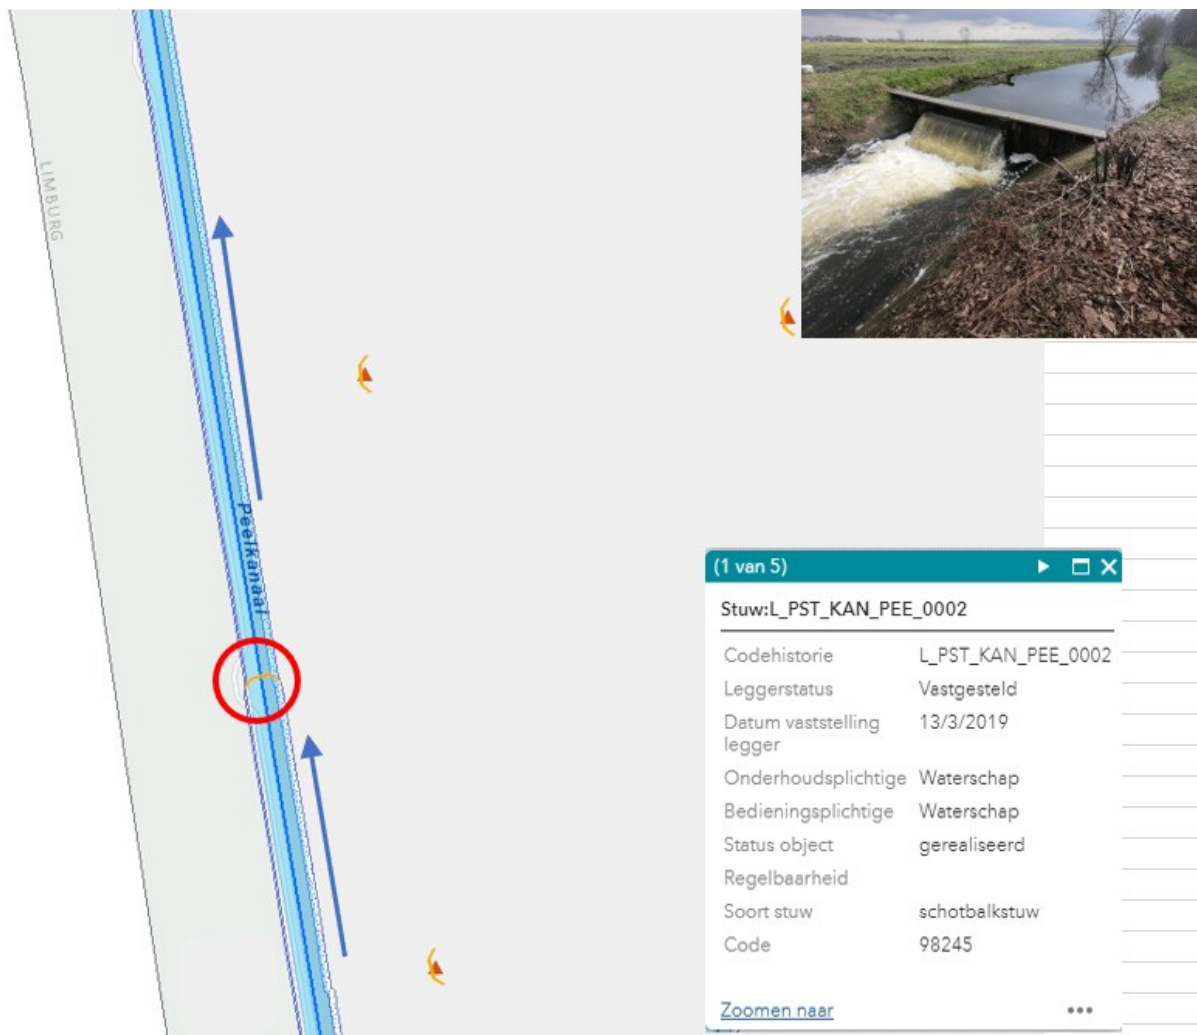 LIMBURG
Peelkanaal
(1 van 5)
Stuw:L_PST_KAN_PEE_0002
Codehistorie L_PST_KAN_PEE_0002
Leggerstatus Vastgesteld
Datum vaststelling 13/3/2019
legger
Onderhoudsplichtige Waterschap
Bedieningsplichtige Waterschap
Status object gerealiseerd
Regelbaarheid
Soort stuw schotbalkstuw
Code 98245
Zoomen naar